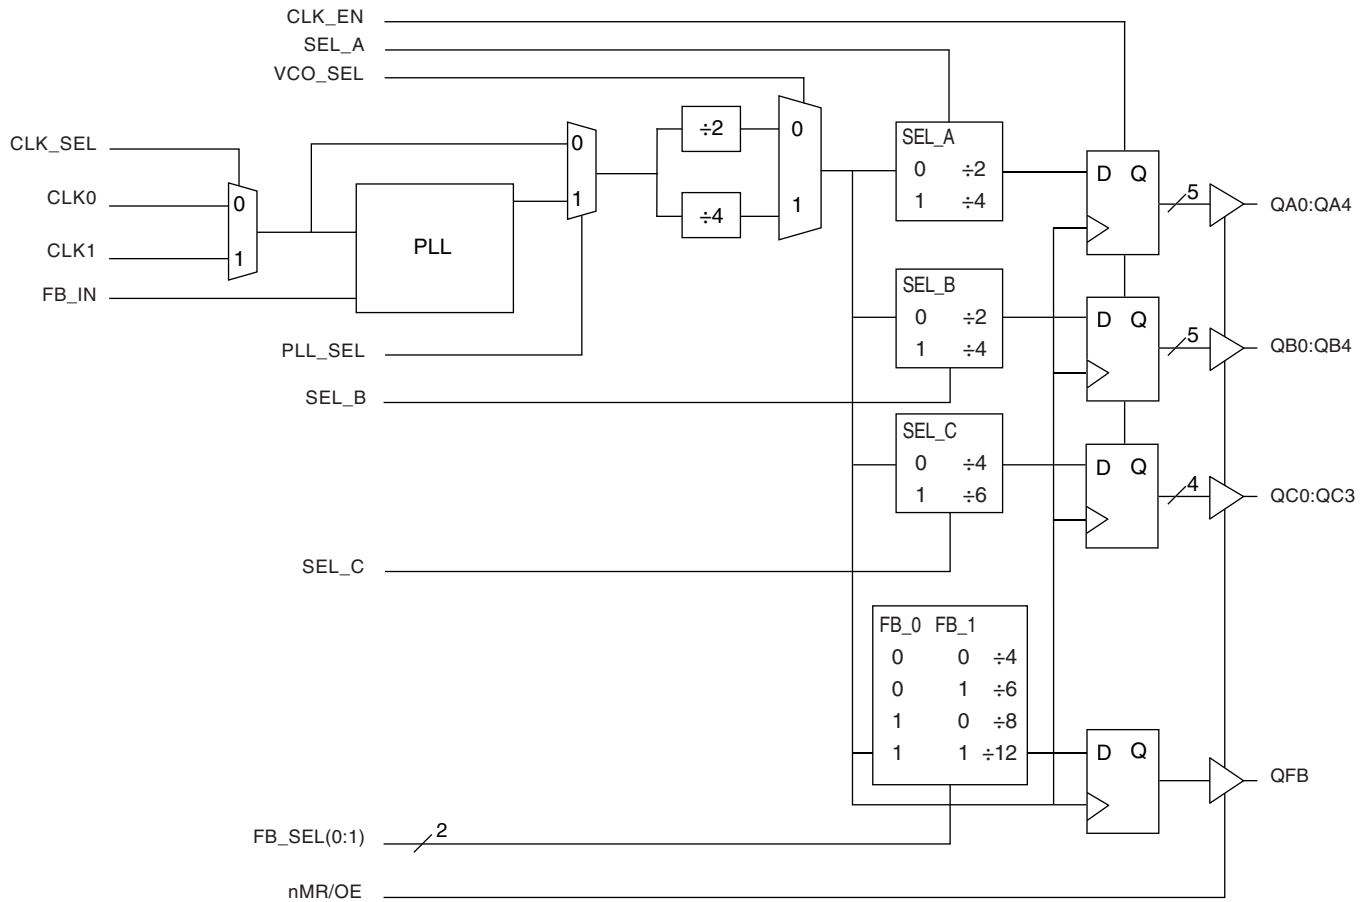 CLK_EN
SEL_A
VCO_SEL
CLK_SEL
CLK0
CLK1
FB_IN
0
1
PLL
PLL_SEL
0
1
÷2
÷4
0
1
SEL_A
0 ÷2
1 ÷4
D Q
5
QA0:QA4
SEL_B
0 ÷2
1 ÷4
D Q
5
QB0:QB4
SEL_B
SEL_C
0 ÷4
1 ÷6
D Q
4
QC0:QC3
SEL_C
FB_0 FB_1
0 0 ÷4
0 1 ÷6
1 0 ÷8
1 1 ÷12
D Q
QFB
FB_SEL(0:1)
2
nMR/OE